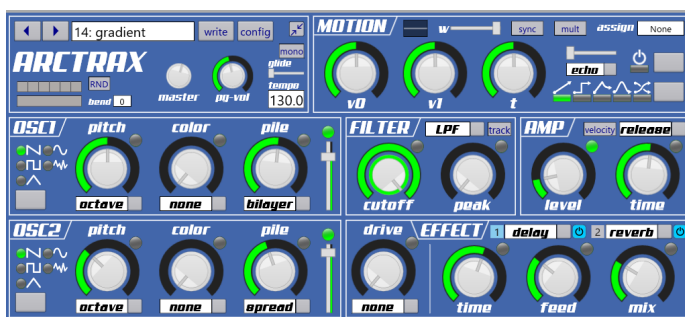 14: gradient write config
ARCTRAX
mono
glide
tempo
130.0
RND
bend 0
master pg-vol
MOTION w sync mult assign None
v0 v1 t
echo
OSC1 pitch color pile
octave none bilayer
FILTER LPF track
cutoff peak
AMP velocity release
level time
OSC2 pitch color pile
octave none spread
drive EFFECT 1 delay 2 reverb
none time feed mix